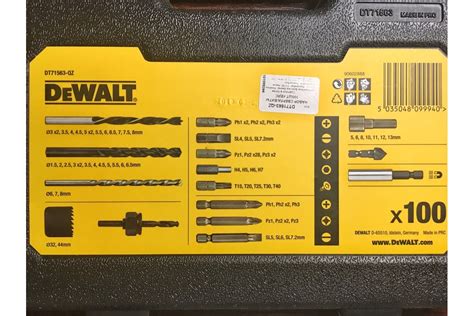 DT71563
MADE IN PRC
DT71563-QZ
DEWALT
DT71563-QZ
5 035048 099940 >
Ø3 x2, 3.5, 4, 5 x2, 5.5, 6, 6.5, 7, 7.5, 8mm
Ø1.5, 2, 2.5, 3 x2, 3.5, 4, 4.5, 5, 5.5, 6, 6.5mm
Ø6, 7, 8mm
Ø32, 44mm
Ph1 x2, Ph2 x2, Ph3 x2
SL4, SL5, SL7.2mm
Pz1 x2, Pz2 x28, Pz3 x2
H4, H5, H6, H7
T15, T20, T25, T30, T40
Ph1, Ph2 x2, Ph3
Pz1, Pz2 x2, Pz3
SL5, SL6, SL7.2mm
5, 6, 8, 10, 11, 12, 13mm
x100
DEWALT D-65510, Idstein, Germany Made in PRC
www.DEWALT.eu